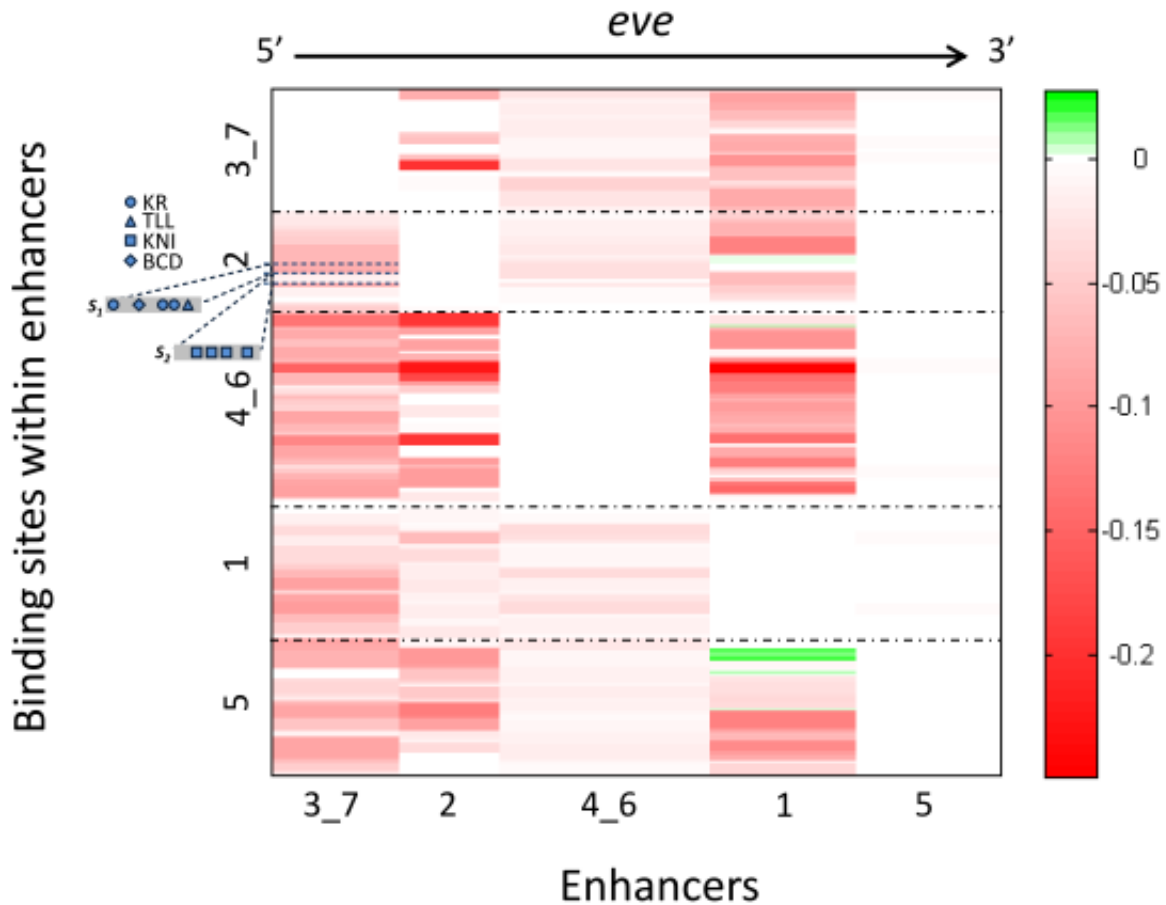 eve
5’ 3’
Binding sites within enhancers
3_7
2
4_6
1
5
KR
TLL
KNI
BCD
S1
S2
0
-0.05
-0.1
-0.15
-0.2
3_7 2 4_6 1 5
Enhancers